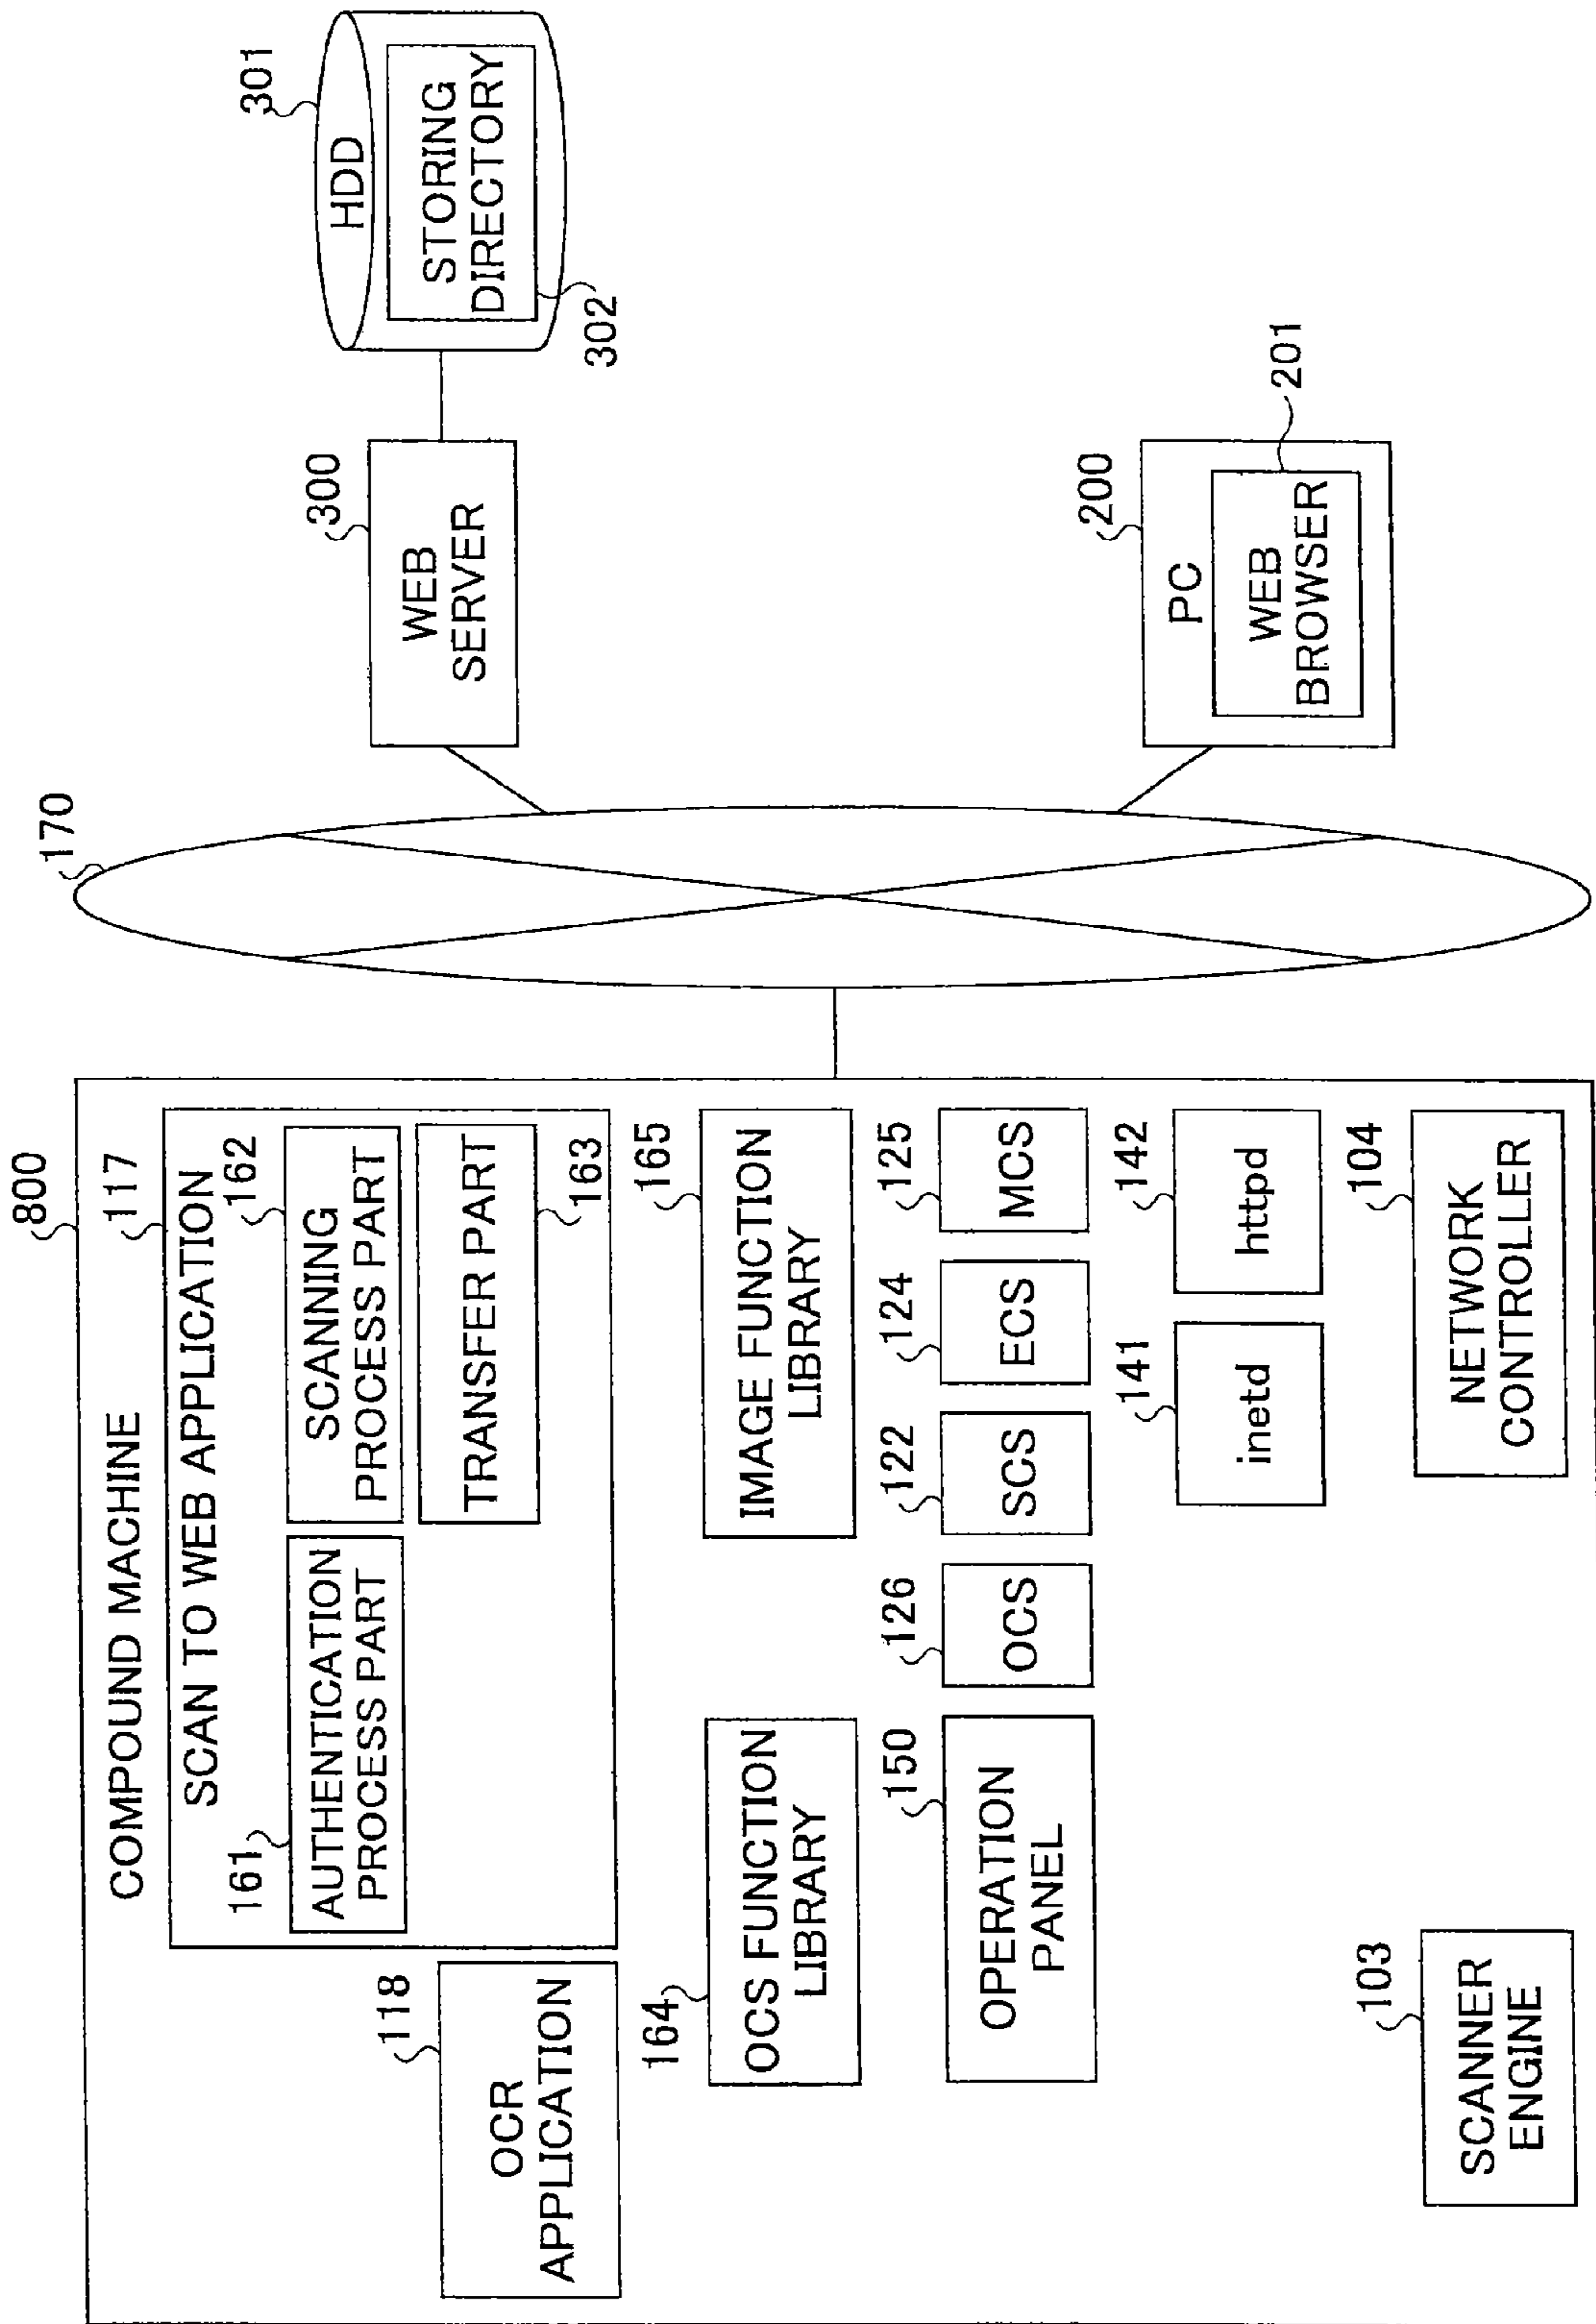 800
COMPOUND MACHINE
117
SCAN TO WEB APPLICATION
161
AUTHENTICATION
PROCESS PART
162
SCANNING
PROCESS PART
TRANSFER PART
163
118
OCR
APPLICATION
164
OCS FUNCTION
LIBRARY
165
IMAGE FUNCTION
LIBRARY
150
OPERATION
PANEL
126
OCS
122
SCS
124
ECS
125
MCS
141
inetd
142
httpd
103
SCANNER
ENGINE
104
NETWORK
CONTROLLER
170
300
WEB
SERVER
301
HDD
STORING
DIRECTORY
302
200
PC
WEB
BROWSER
201